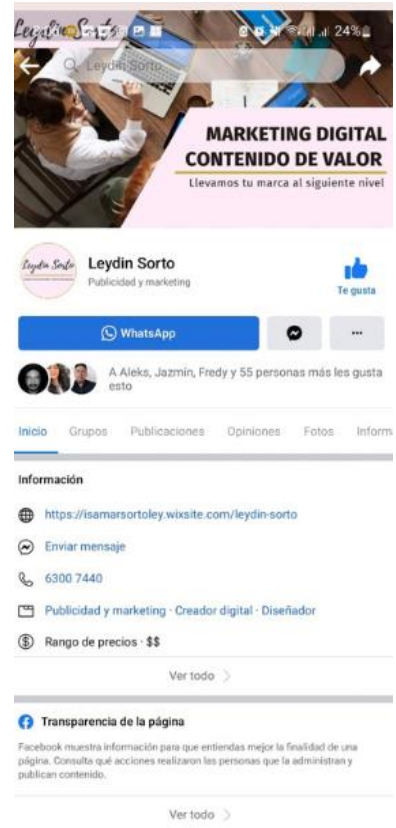 Leydin Sorto
24%
Leydin Sorto
MARKETING DIGITAL
CONTENIDO DE VALOR
Llevamos tu marca al siguiente nivel
Leydin Sorto
Leydin Sorto
Publicidad y marketing
Te gusta
WhatsApp
A Aleks, Jazmín, Fredy y 55 personas más les gusta
esto
Inicio Grupos Publicaciones Opiniones Fotos Inform
Información
https://isamarsortoley.wixsite.com/leydin-sorto
Enviar mensaje
6300 7440
Publicidad y marketing · Creador digital · Diseñador
Rango de precios · $$
Ver todo
Transparencia de la página
Facebook muestra información para que entiendas mejor la finalidad de una
página. Consulta qué acciones realizaron las personas que la administran y
publican contenido.
Ver todo